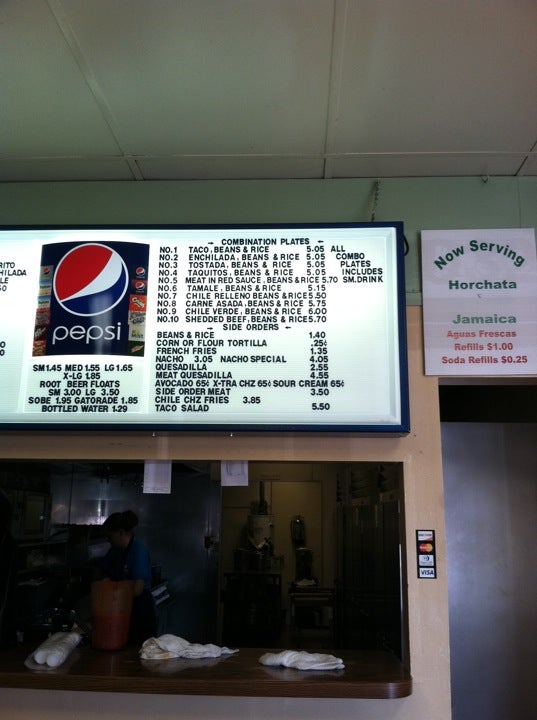 RITO
HILADA
LE
50
0
0
pepsi
SM1.45 MED 1.55 LG 1.65
X-LG 1.85
ROOT BEER FLOATS
SM 3.00 LG 3.50
SOBE 1.95 GATORADE 1.85
BOTTLED WATER 1.29
→ COMBINATION PLATES ←
NO.1 TACO, BEANS & RICE 5.05 ALL
NO.2 ENCHILADA, BEANS & RICE 5.05 COMBO
NO.3 TOSTADA, BEANS & RICE 5.05 PLATES
NO.4 TAQUITOS, BEANS & RICE 5.05 INCLUDES
NO.5 MEAT IN RED SAUCE, BEANS & RICE 5.70 SM.DRINK
NO.6 TAMALE, BEANS & RICE 5.15
NO.7 CHILE RELLENO BEANS & RICE 5.50
NO.8 CARNE ASADA, BEANS & RICE 5.75
NO.9 CHILE VERDE, BEANS & RICE 6.00
NO.10 SHEDDED BEEF, BEANS & RICE 5.70
→ SIDE ORDERS ←
BEANS & RICE 1.40
CORN OR FLOUR TORTILLA .25¢
FRENCH FRIES 1.35
NACHO 3.05 NACHO SPECIAL 4.05
QUESADILLA 2.55
MEAT QUESADILLA 4.55
AVOCADO 65¢ X-TRA CHZ 65¢ SOUR CREAM 65¢
SIDE ORDER MEAT 3.50
CHILE CHZ FRIES 3.85
TACO SALAD 5.50
Now Serving
Horchata
Jamaica
Aguas Frescas
Refills $1.00
Soda Refills $0.25
MasterCard
VISA